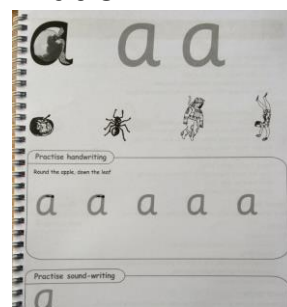 a a a
Practise handwriting
Round the apple, down the leaf
a a a a a
Practise sound-writing
a